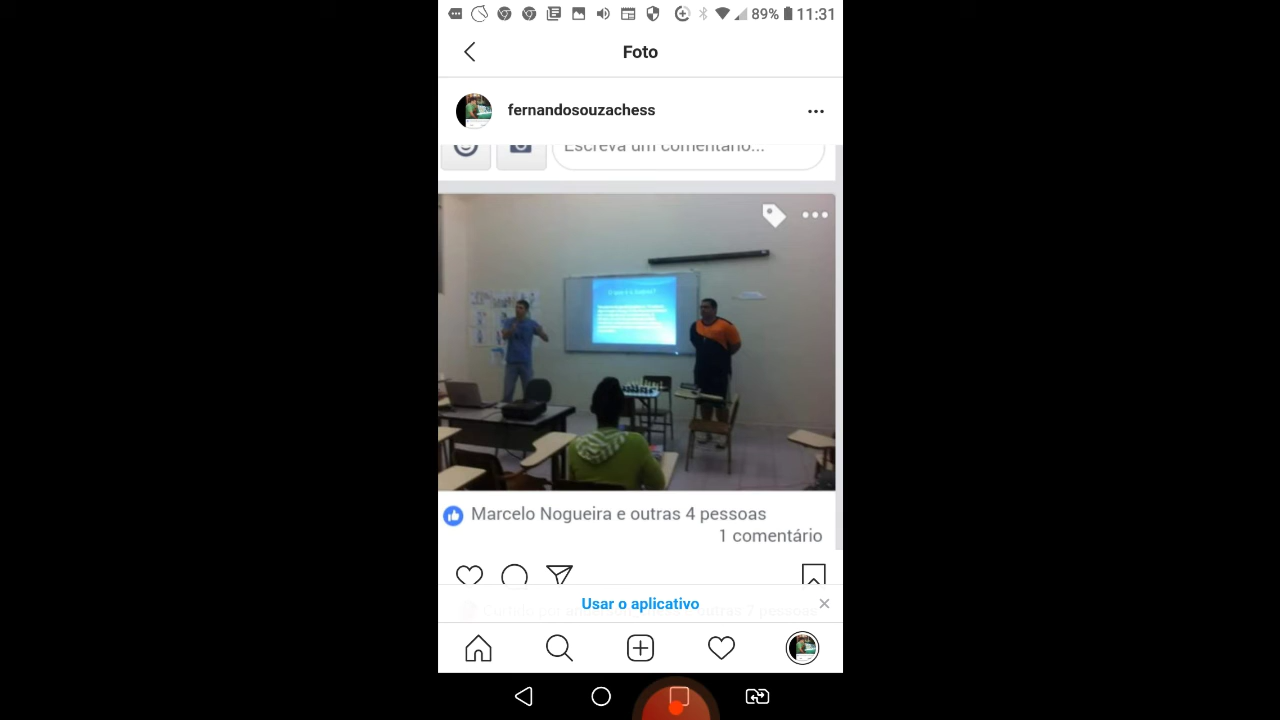 89% 11:31
Foto
fernandosouzachess
Escreva um comentário...
Marcelo Nogueira e outras 4 pessoas
1 comentário
Usar o aplicativo